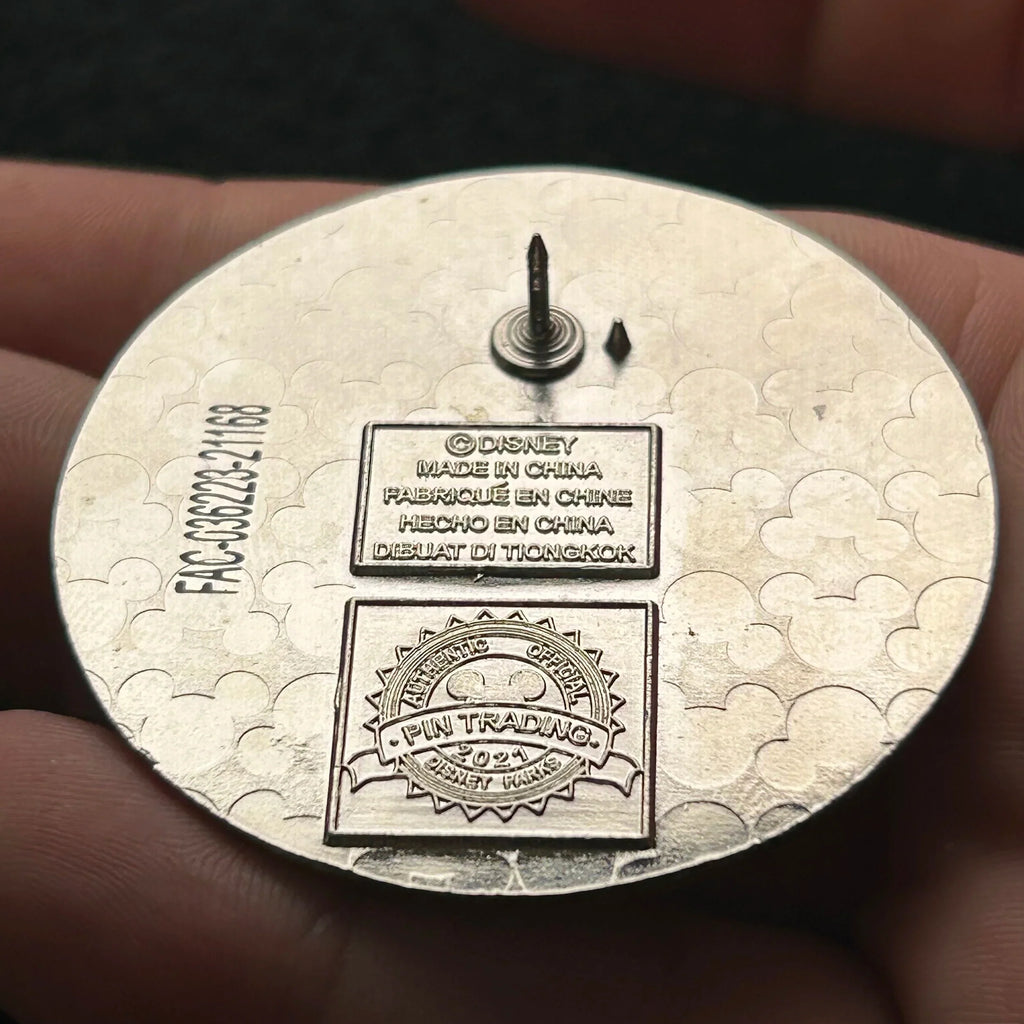 FAC-036223-21168
©DISNEY
MADE IN CHINA
FABRIQUÉ EN CHINE
HECHO EN CHINA
DIBUAT DI TIONGKOK
AUTHENTIC OFFICIAL
·PIN TRADING·
2021
DISNEY PARKS